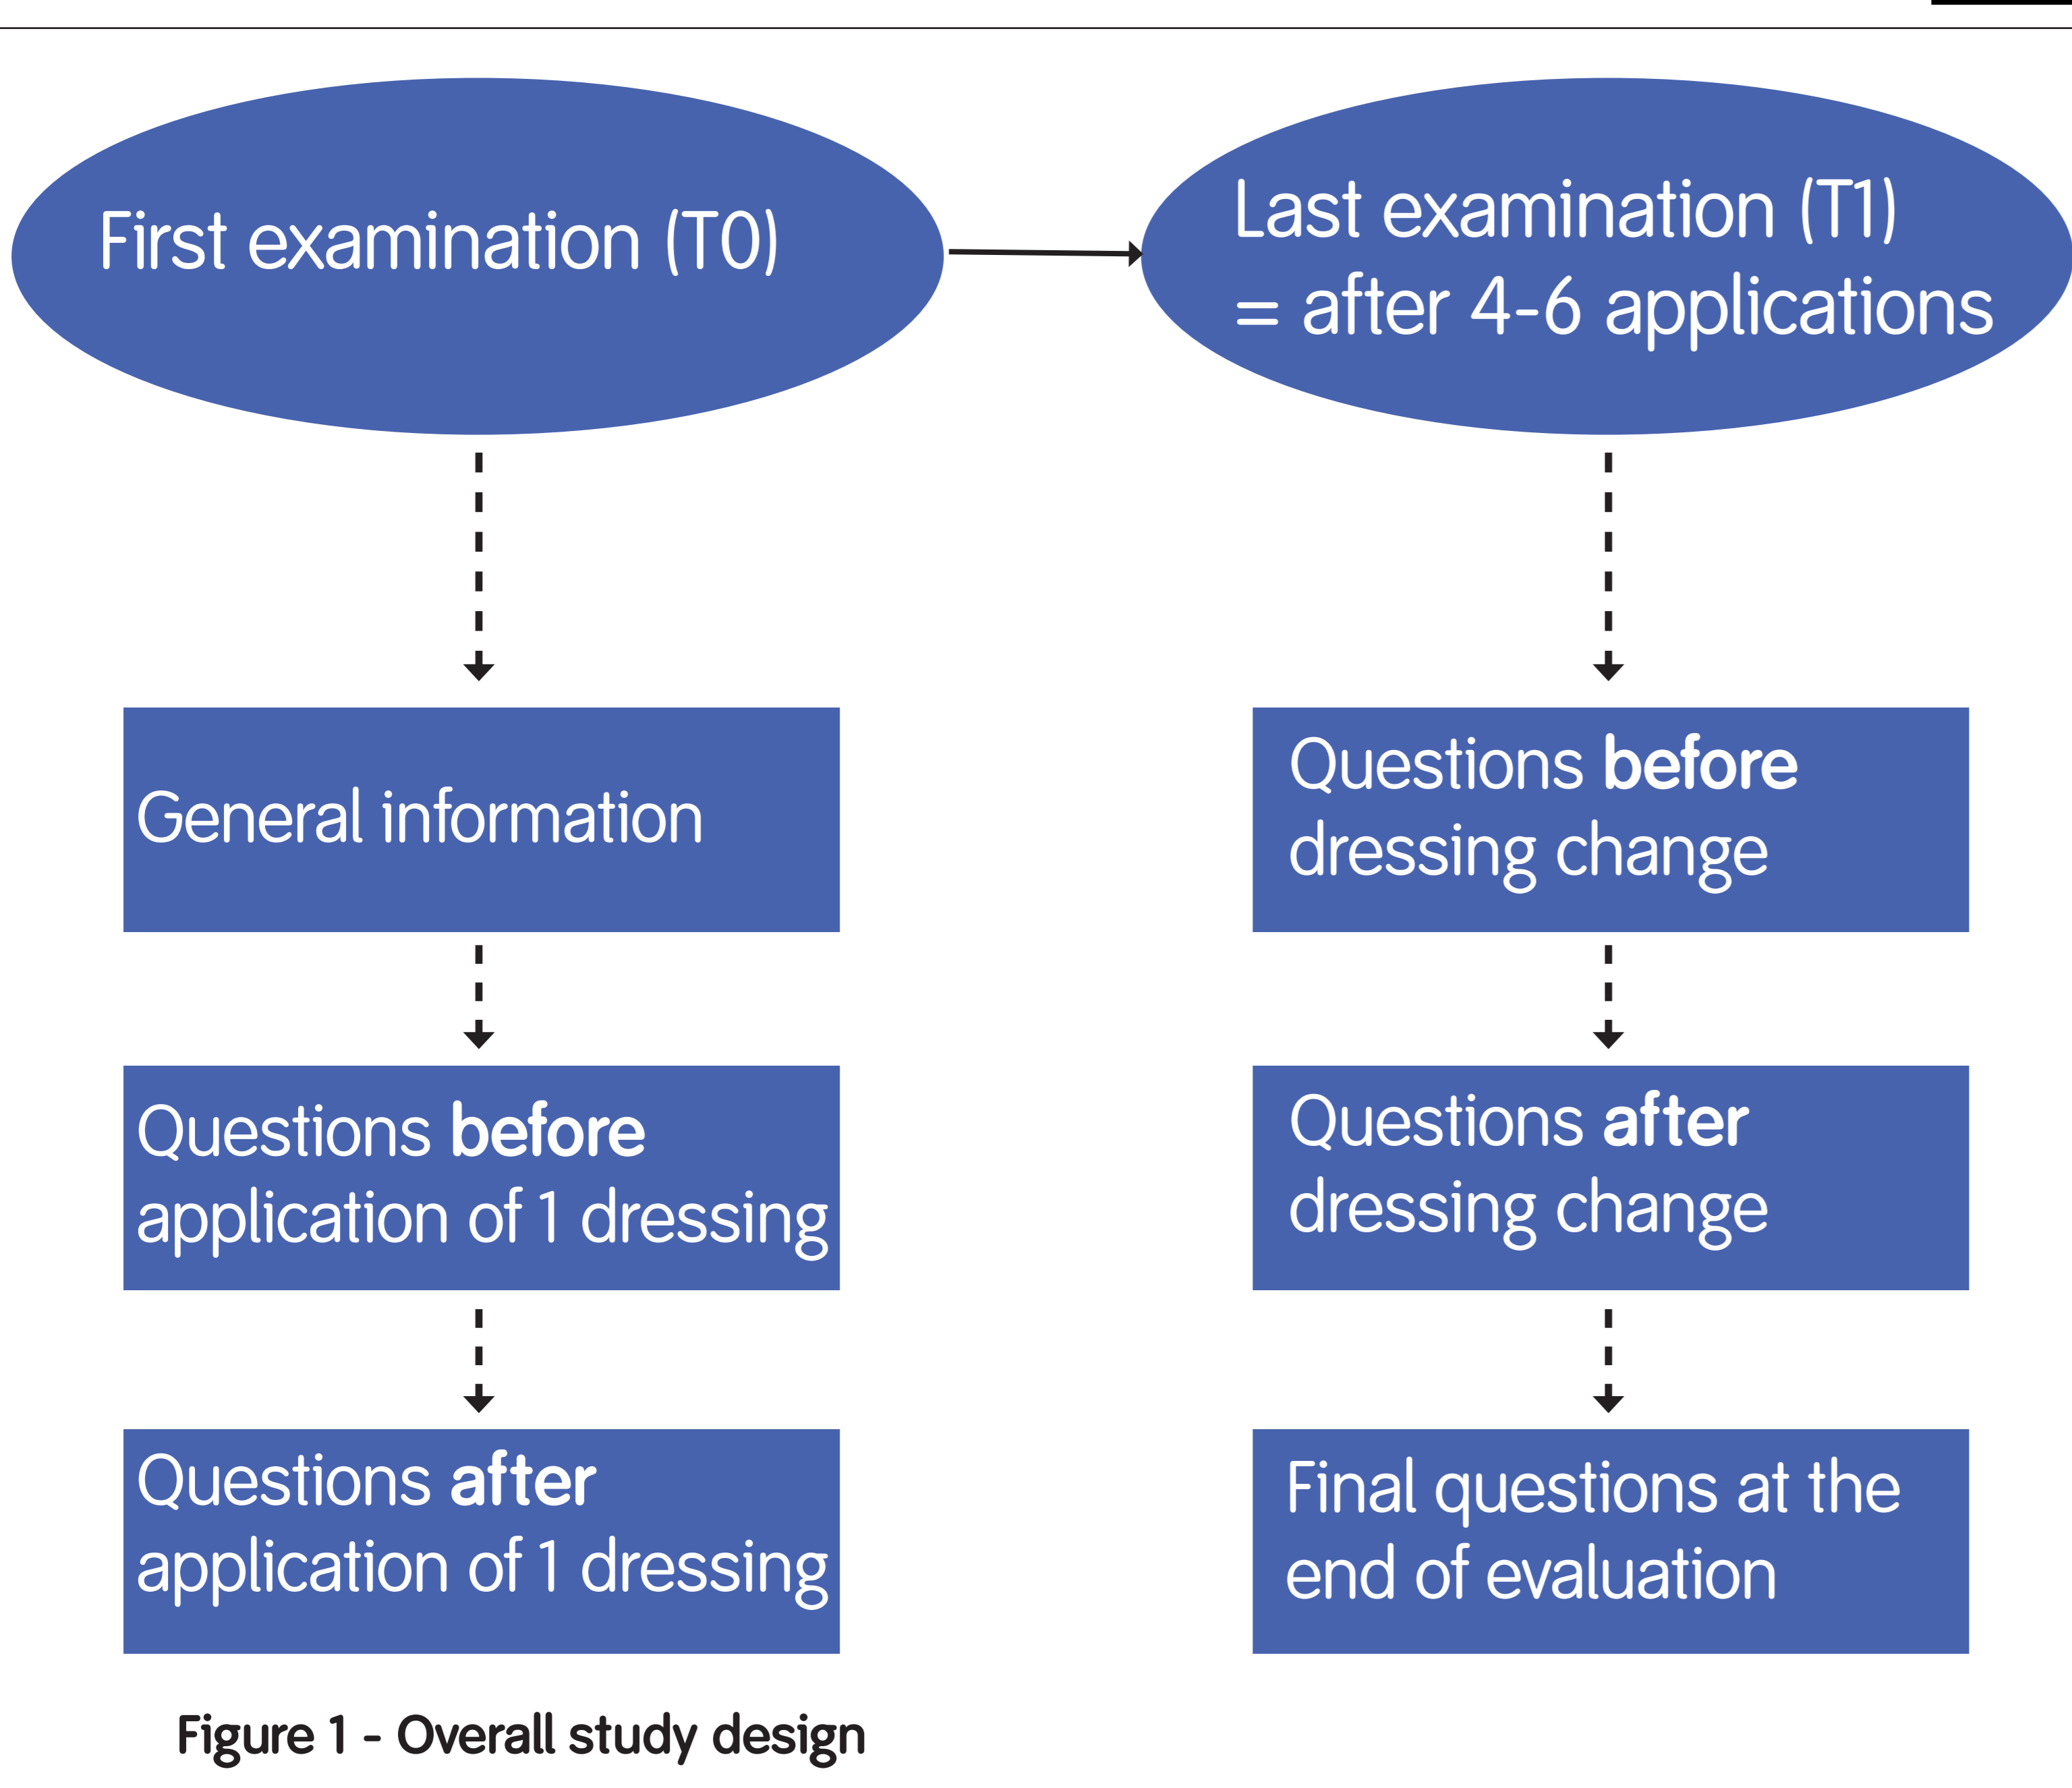 First examination (T0)
Last examination (T1)
= after 4-6 applications
General information
Questions before
application of 1 dressing
Questions after
application of 1 dressing
Questions before
dressing change
Questions after
dressing change
Final questions at the
end of evaluation
Figure 1 - Overall study design